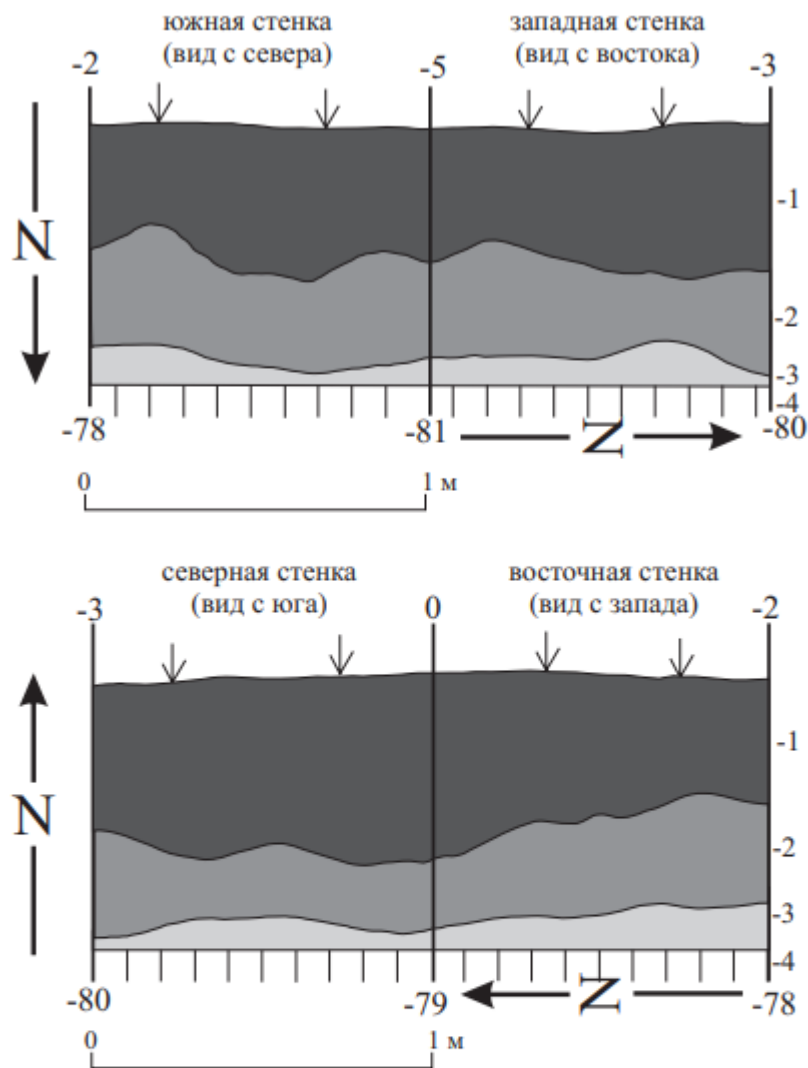 южная стенка
(вид с севера)
западная стенка
(вид с востока)
-2
-5
-3
N
-1
-2
-3
-4
-78
-81
N
-80
0
1 м
северная стенка
(вид с юга)
восточная стенка
(вид с запада)
-3
0
-2
N
-1
-2
-3
-4
-80
-79
N
-78
0
1 м